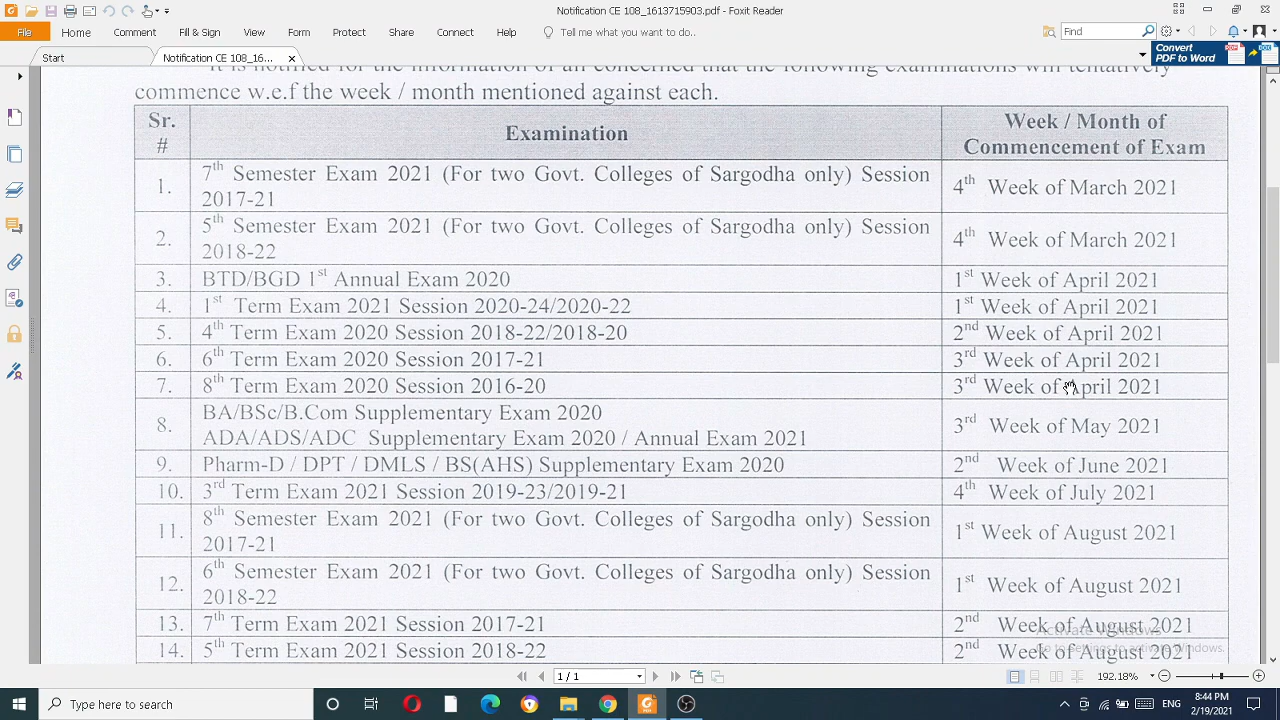 Notification CE 108_1613715903.pdf - Foxit Reader
File Home Comment Fill & Sign View Form Protect Share Connect Help Tell me what you want to do.. Find
Start Notification CE 108_16... Convert
PDF to Word
commence w.e.f the week / month mentioned against each.
Sr.
#
Examination
Week / Month of
Commencement of Exam
1. 7th Semester Exam 2021 (For two Govt. Colleges of Sargodha only) Session
2017-21
4th Week of March 2021
2. 5th Semester Exam 2021 (For two Govt. Colleges of Sargodha only) Session
2018-22
4th Week of March 2021
3. BTD/BGD 1st Annual Exam 2020 1st Week of April 2021
4. 1st Term Exam 2021 Session 2020-24/2020-22 1st Week of April 2021
5. 4th Term Exam 2020 Session 2018-22/2018-20 2nd Week of April 2021
6. 6th Term Exam 2020 Session 2017-21 3rd Week of April 2021
7. 8th Term Exam 2020 Session 2016-20 3rd Week of April 2021
8. BA/BSc/B.Com Supplementary Exam 2020
ADA/ADS/ADC Supplementary Exam 2020 / Annual Exam 2021
3rd Week of May 2021
9. Pharm-D / DPT / DMLS / BS(AHS) Supplementary Exam 2020 2nd Week of June 2021
10. 3rd Term Exam 2021 Session 2019-23/2019-21 4th Week of July 2021
11. 8th Semester Exam 2021 (For two Govt. Colleges of Sargodha only) Session
2017-21
1st Week of August 2021
12. 6th Semester Exam 2021 (For two Govt. Colleges of Sargodha only) Session
2018-22
1st Week of August 2021
13. 7th Term Exam 2021 Session 2017-21 2nd Week of August 2021
14. 5th Term Exam 2021 Session 2018-22 2nd Week of August 2021
Activate Windows
Go to Settings to activate Windows.
1 / 1 192.18%
Type here to search
ENG
8:44 PM
2/19/2021